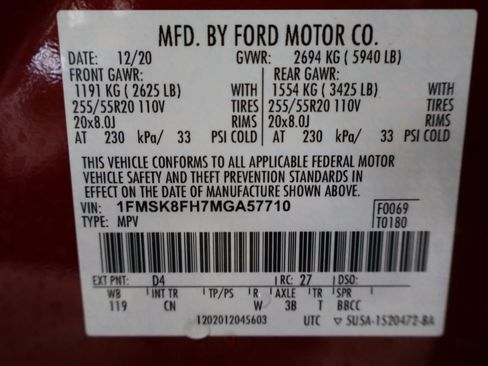 MFD. BY FORD MOTOR CO.
DATE: 12/20 GVWR: 2694 KG ( 5940 LB)
FRONT GAWR: REAR GAWR:
1191 KG ( 2625 LB) 1554 KG ( 3425 LB)
255/55R20 110V TIRES 255/55R20 110V TIRES
20x8.0J RIMS 20x8.0J RIMS
AT 230 kPa/ 33 PSI COLD AT 230 kPa/ 33 PSI COLD
THIS VEHICLE CONFORMS TO ALL APPLICABLE FEDERAL MOTOR
VEHICLE SAFETY AND THEFT PREVENTION STANDARDS IN
EFFECT ON THE DATE OF MANUFACTURE SHOWN ABOVE.
VIN: 1FMSK8FH7MGA57710 F0069
TYPE: MPV T0180
EXT PNT: D4 RC: 27 DSO:
WB INT TR TP/PS R AXLE TR SPR
119 CN W 3B T BBCC
1202012045603 UTC ▽ SU5A-1520472-BA